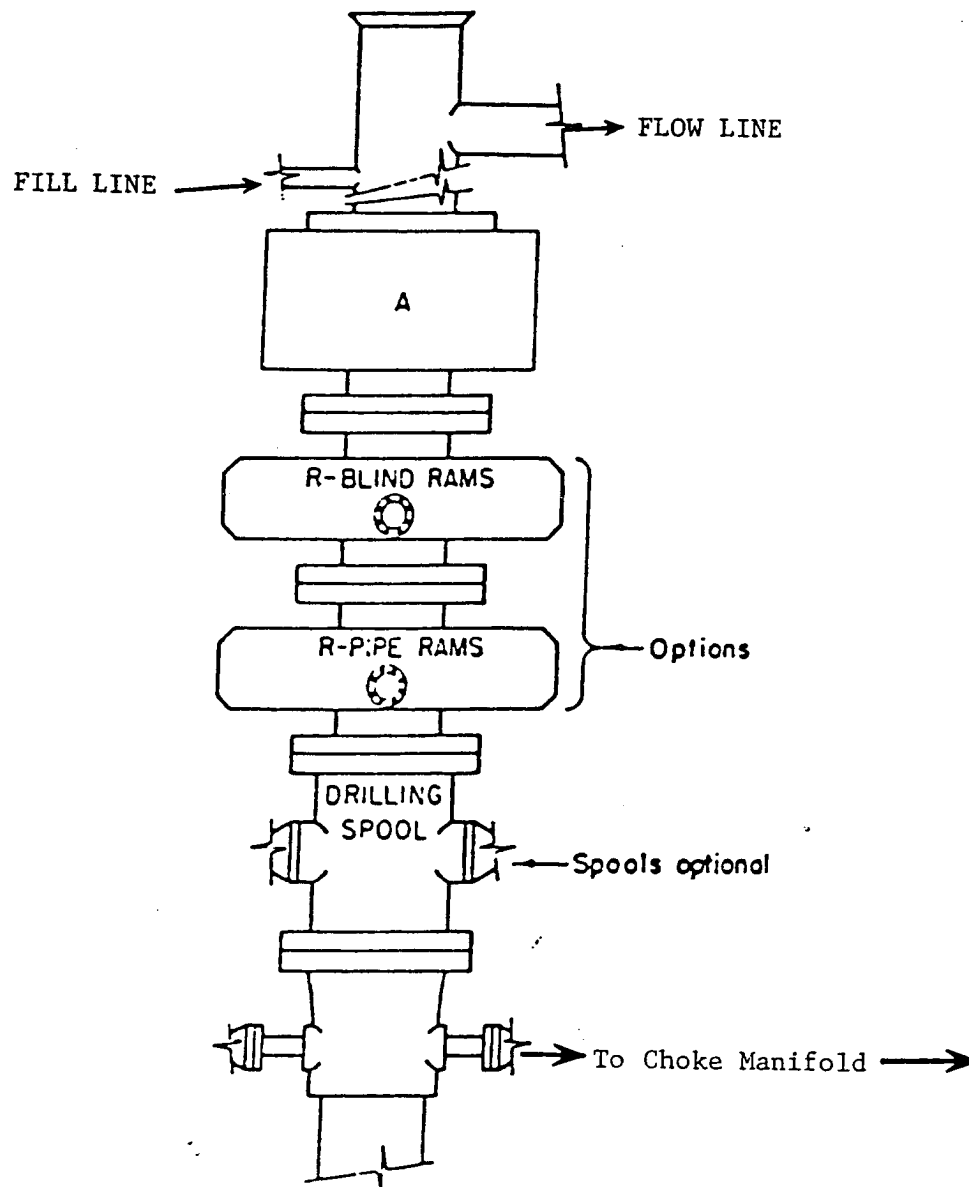 FLOW LINE
FILL LINE
A
R-BLIND RAMS
R-PIPE RAMS
Options
DRILLING
SPOOL
Spools optional
To Choke Manifold